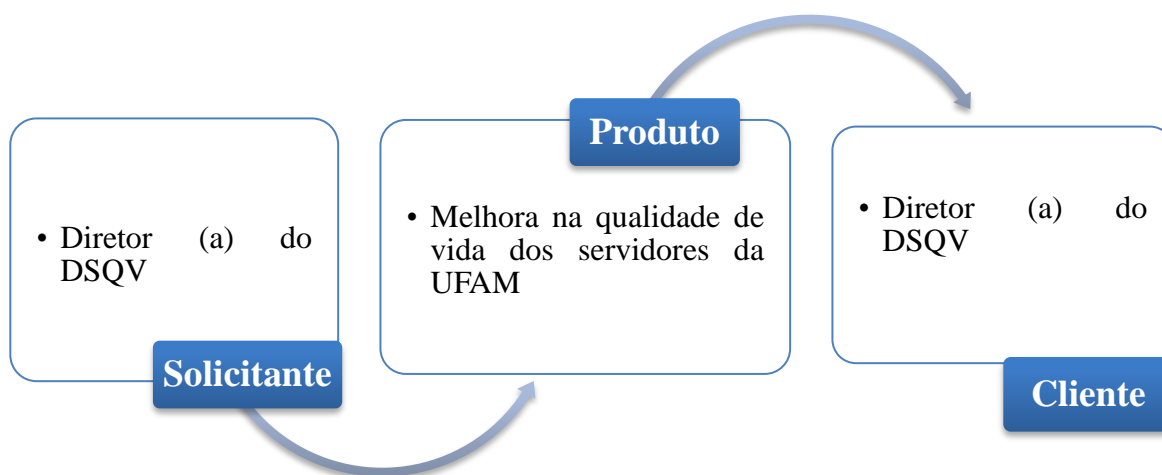 • Diretor (a) do
DSQV
Solicitante
Produto
• Melhora na qualidade de
vida dos servidores da
UFAM
• Diretor (a) do
DSQV
Cliente